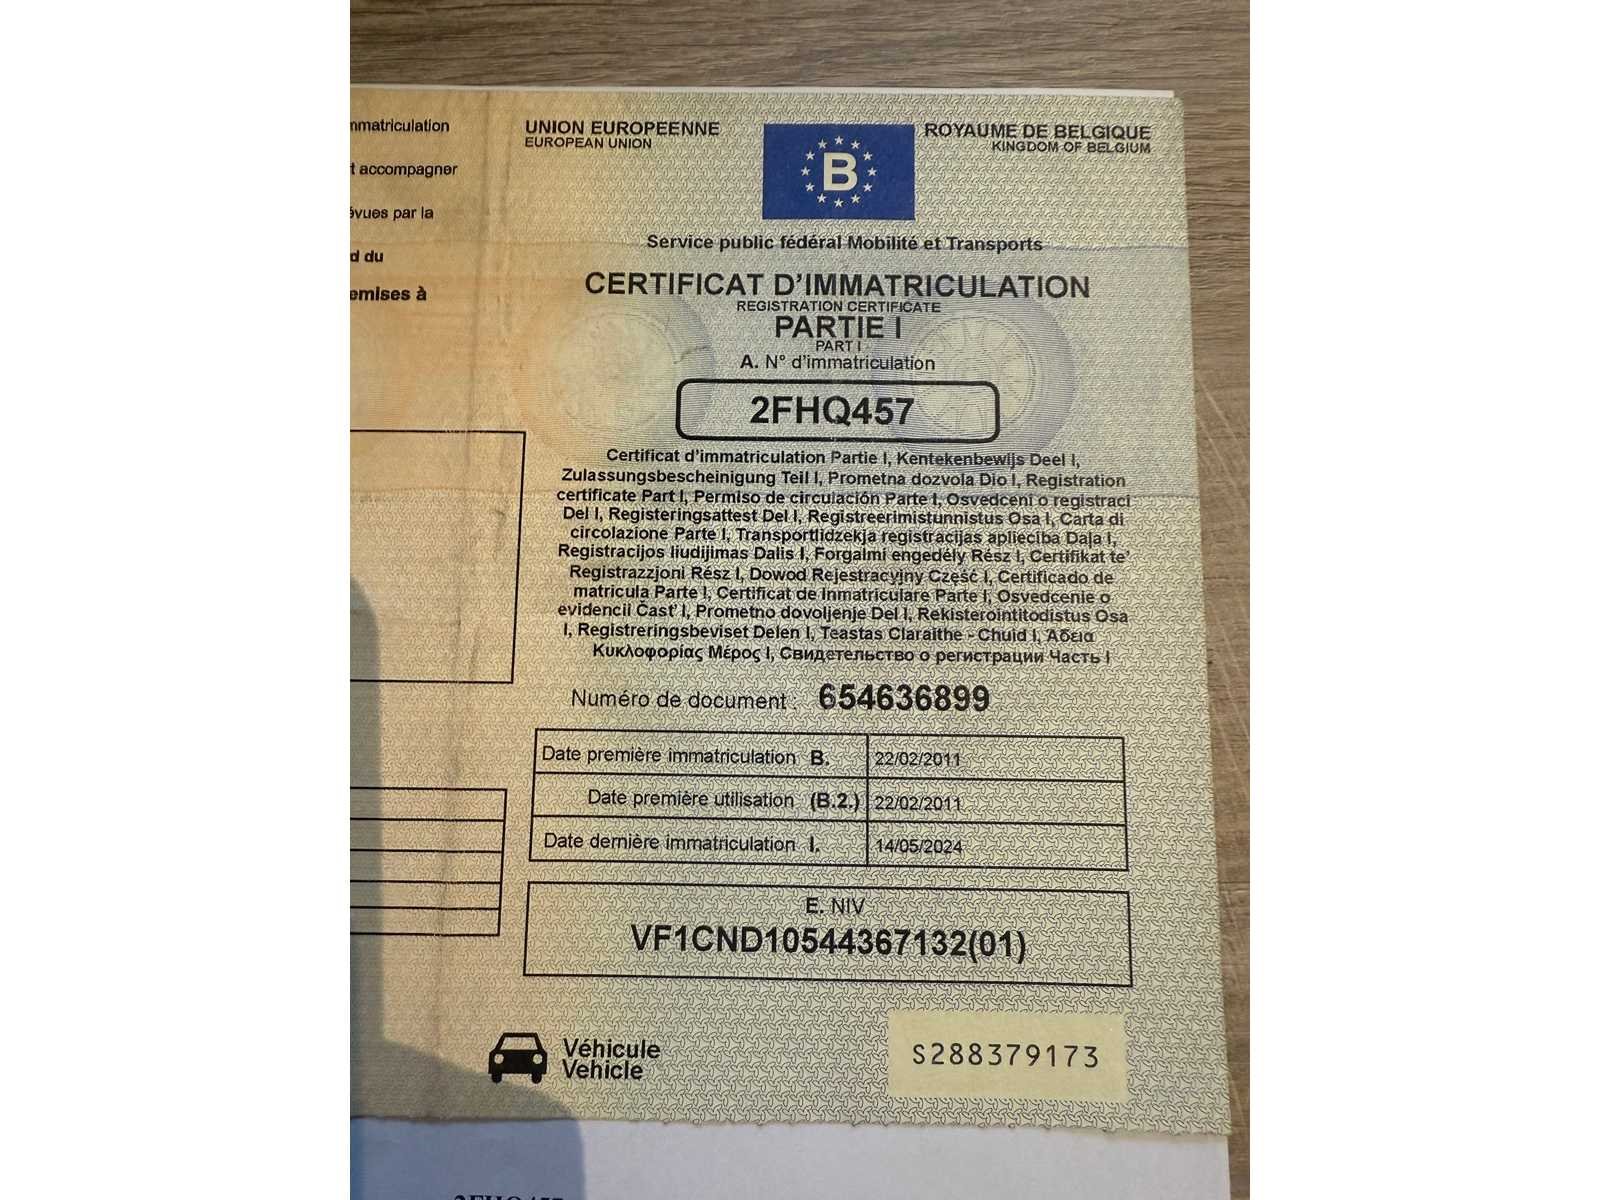 immatriculation
t accompagner
évues par la
d du
emises à
UNION EUROPEENNE
EUROPEAN UNION
B
ROYAUME DE BELGIQUE
KINGDOM OF BELGIUM
Service public fédéral Mobilité et Transports
CERTIFICAT D'IMMATRICULATION
REGISTRATION CERTIFICATE
PARTIE I
PART I
A. N° d'immatriculation
2FHQ457
Certificat d'immatriculation Partie I, Kentekenbewijs Deel I,
Zulassungsbescheinigung Teil I, Prometna dozvola Dio I, Registration
certificate Part I, Permiso de circulación Parte I, Osvedceni o registraci
Del I, Registeringsattest Del I, Registreerimistunnistus Osa I, Carta di
circolazione Parte I, Transportlidzekja registracijas aplieciba Daļa I,
Registracijos liudijimas Dalis I, Forgalmi engedély Rész I, Certifikat te'
Registrazzjoni Rész I, Dowod Rejestracyjny Część I, Certificado de
matricula Parte I, Certificat de Inmatriculare Parte I, Osvedcenie o
evidencii Časť I, Prometno dovoljenje Del I, Rekisterointitodistus Osa
I, Registreringsbeviset Delen I, Teastas Claraithe - Chuid I, Άδεια
Κυκλοφορίας Μέρος I, Свидетельство о регистрации Часть I
Numéro de document : 654636899
Date première immatriculation B. 22/02/2011
Date première utilisation (B.2.) 22/02/2011
Date dernière immatriculation I. 14/05/2024
E. NIV
VF1CND10544367132(01)
Véhicule
Vehicle
S288379173